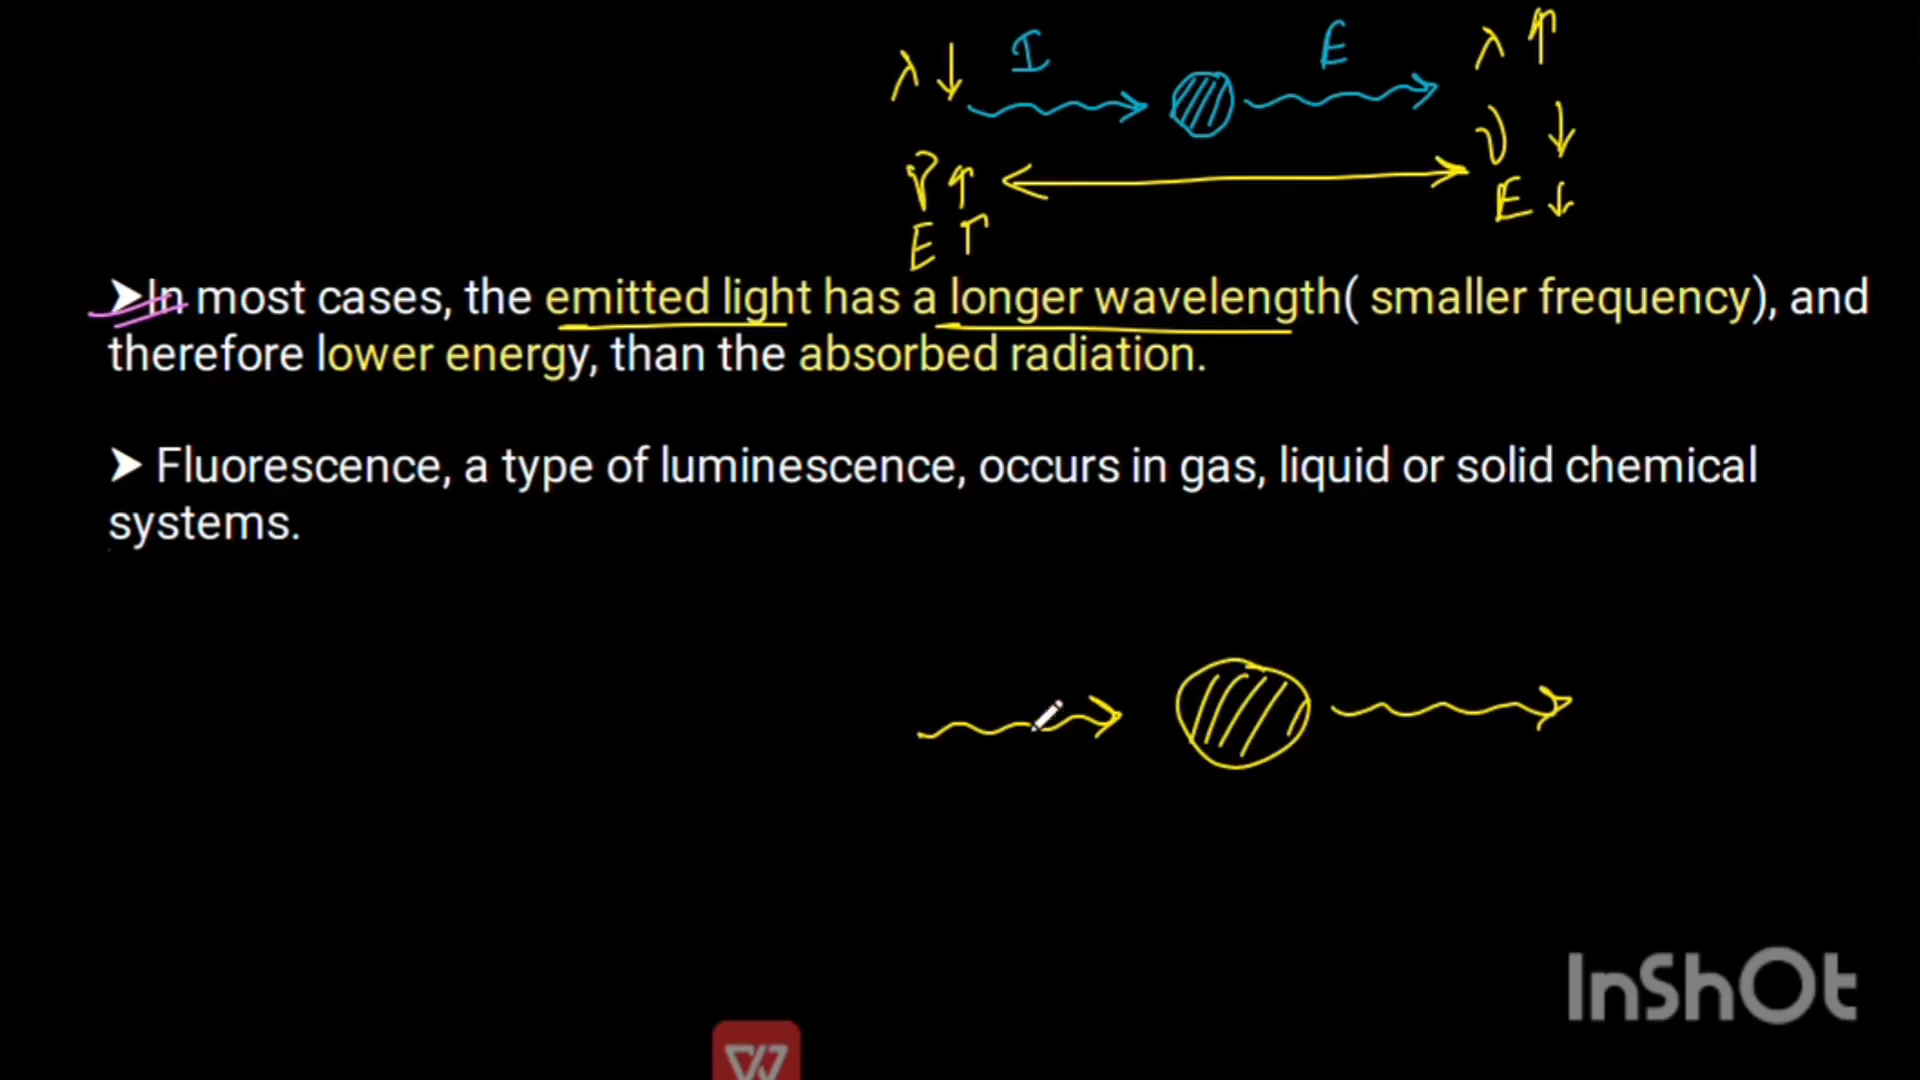 λ ↓ I E λ ↑
ν ↑ ν ↓
E ↑ E ↓
➤In most cases, the emitted light has a longer wavelength( smaller frequency), and
therefore lower energy, than the absorbed radiation.
➤ Fluorescence, a type of luminescence, occurs in gas, liquid or solid chemical
systems.
InShOt
W